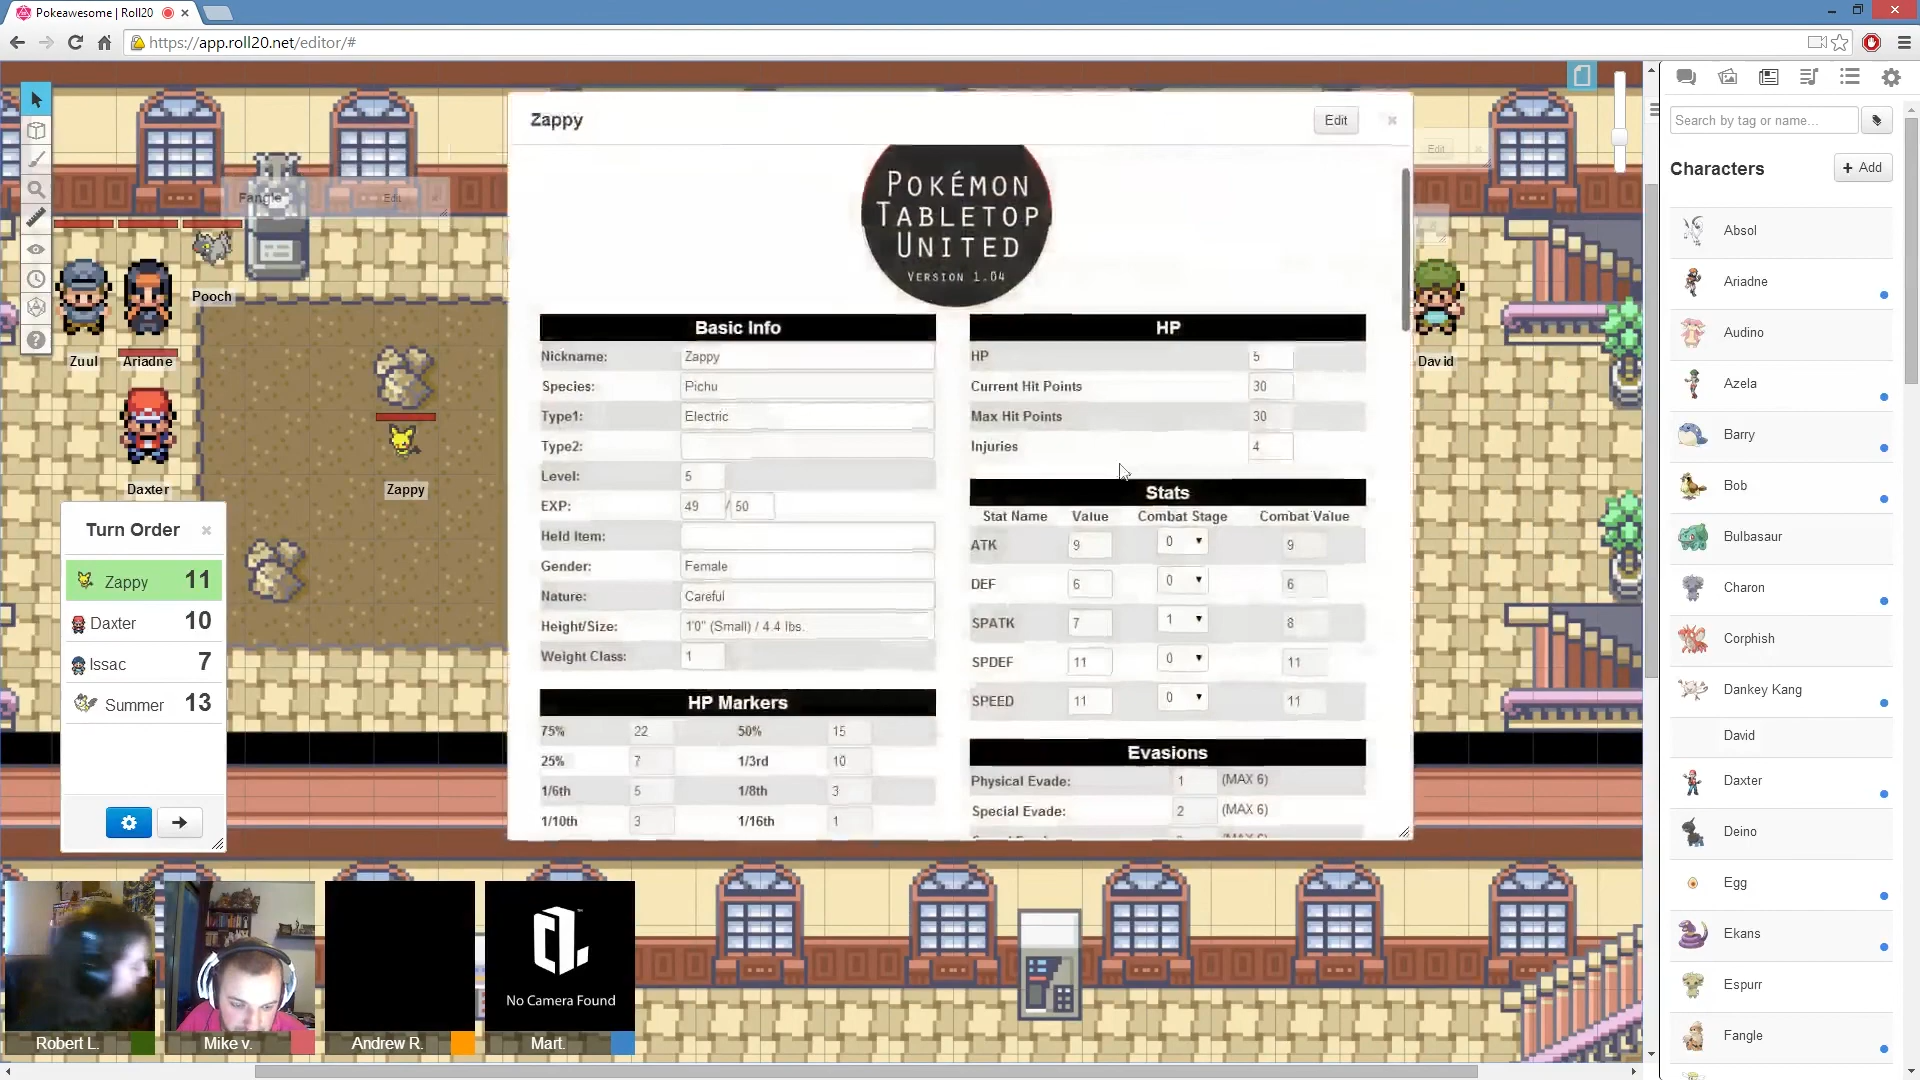 Pokeawesome | Roll20
https://app.roll20.net/editor/#
Zappy
Edit
Fangle
Edit
Edit
POKÉMON
TABLETOP
UNITED
VERSION 1.04
Basic Info
Nickname: Zappy
Species: Pichu
Type1: Electric
Type2:
Level: 5
EXP: 49 / 50
Held Item:
Gender: Female
Nature: Careful
Height/Size: 1'0" (Small) / 4.4 lbs.
Weight Class: 1
HP Markers
75% 22 50% 15
25% 7 1/3rd 10
1/6th 5 1/8th 3
1/10th 3 1/16th 1
HP
HP 5
Current Hit Points 30
Max Hit Points 30
Injuries 4
Stats
Stat Name Value Combat Stage Combat Value
ATK 9 0 9
DEF 6 0 6
SPATK 7 1 8
SPDEF 11 0 11
SPEED 11 0 11
Evasions
Physical Evade: 1 (MAX 6)
Special Evade: 2 (MAX 6)
Pooch
Zuul
Ariadne
Daxter
Zappy
David
Turn Order
Zappy 11
Daxter 10
Issac 7
Summer 13
Robert L.
Mike v.
Andrew R.
No Camera Found
Mart.
Search by tag or name...
Characters
+ Add
Absol
Ariadne
Audino
Azela
Barry
Bob
Bulbasaur
Charon
Corphish
Dankey Kang
David
Daxter
Deino
Egg
Ekans
Espurr
Fangle